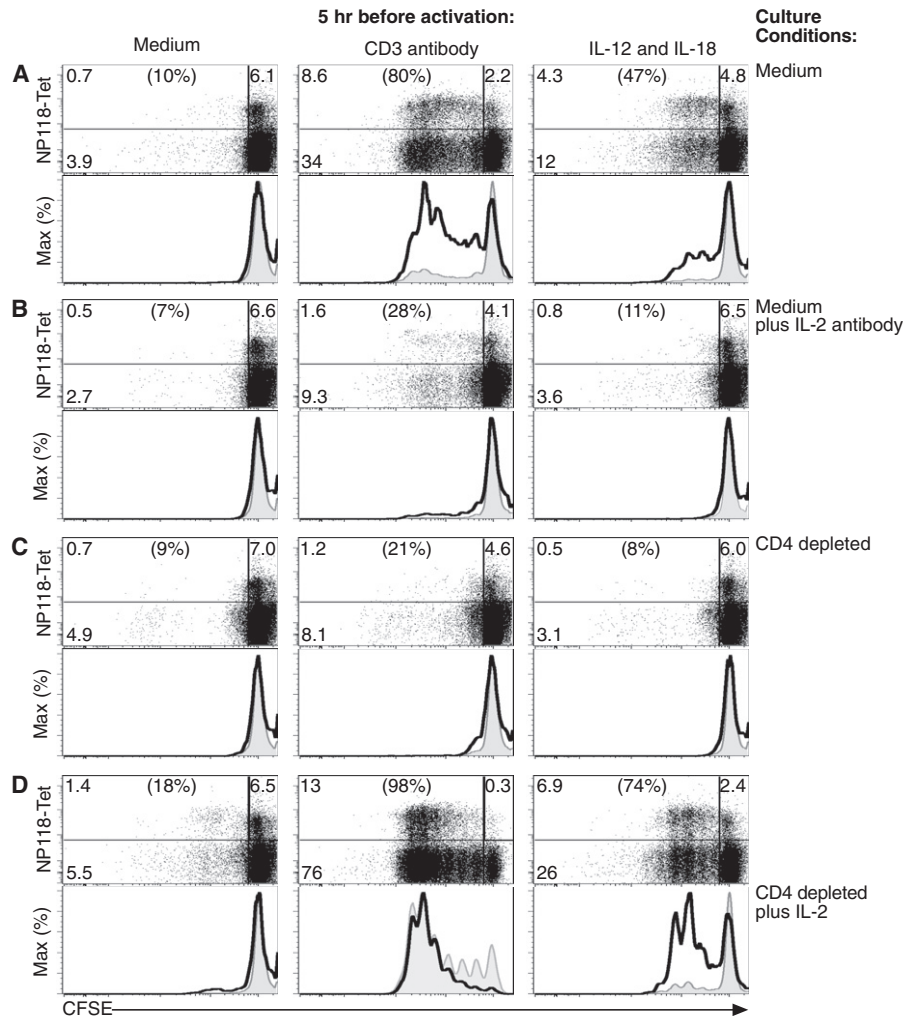 5 hr before activation:
Culture
Conditions:
Medium
CD3 antibody
IL-12 and IL-18
A
NP118-Tet
0.7 (10%) 6.1
3.9
8.6 (80%) 2.2
34
4.3 (47%) 4.8
12
Medium
Max (%)
B
NP118-Tet
0.5 (7%) 6.6
2.7
1.6 (28%) 4.1
9.3
0.8 (11%) 6.5
3.6
Medium
plus IL-2 antibody
Max (%)
C
NP118-Tet
0.7 (9%) 7.0
4.9
1.2 (21%) 4.6
8.1
0.5 (8%) 6.0
3.1
CD4 depleted
Max (%)
D
NP118-Tet
1.4 (18%) 6.5
5.5
13 (98%) 0.3
76
6.9 (74%) 2.4
26
CD4 depleted
plus IL-2
Max (%)
CFSE